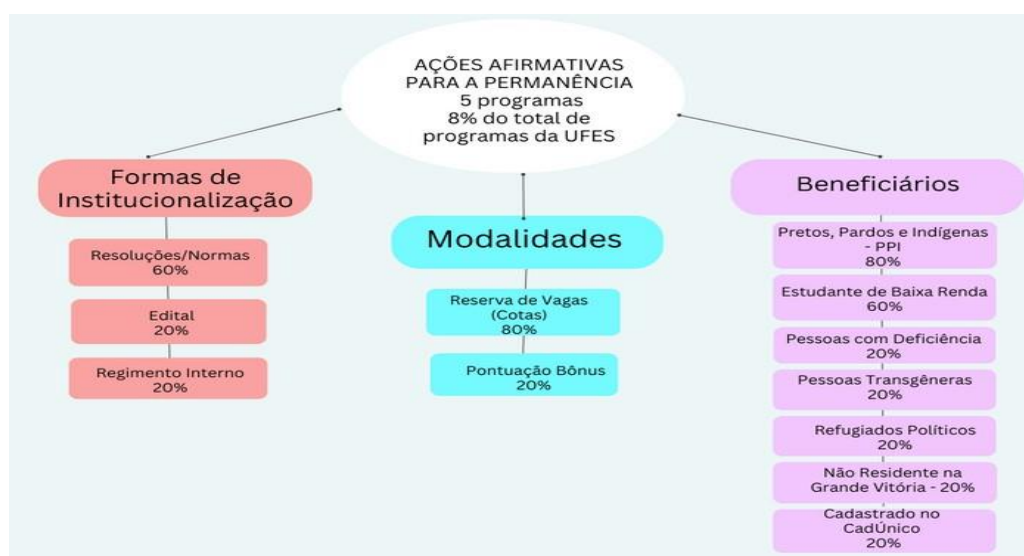 AÇÕES AFIRMATIVAS
PARA A PERMANÊNCIA
5 programas
8% do total de
programas da UFES
Formas de
Institucionalização
Resoluções/Normas
60%
Edital
20%
Regimento Interno
20%
Modalidades
Reserva de Vagas
(Cotas)
80%
Pontuação Bônus
20%
Beneficiários
Pretos, Pardos e Indígenas
- PPI
80%
Estudante de Baixa Renda
60%
Pessoas com Deficiência
20%
Pessoas Transgêneras
20%
Refugiados Políticos
20%
Não Residente na
Grande Vitória - 20%
Cadastrado no
CadÚnico
20%